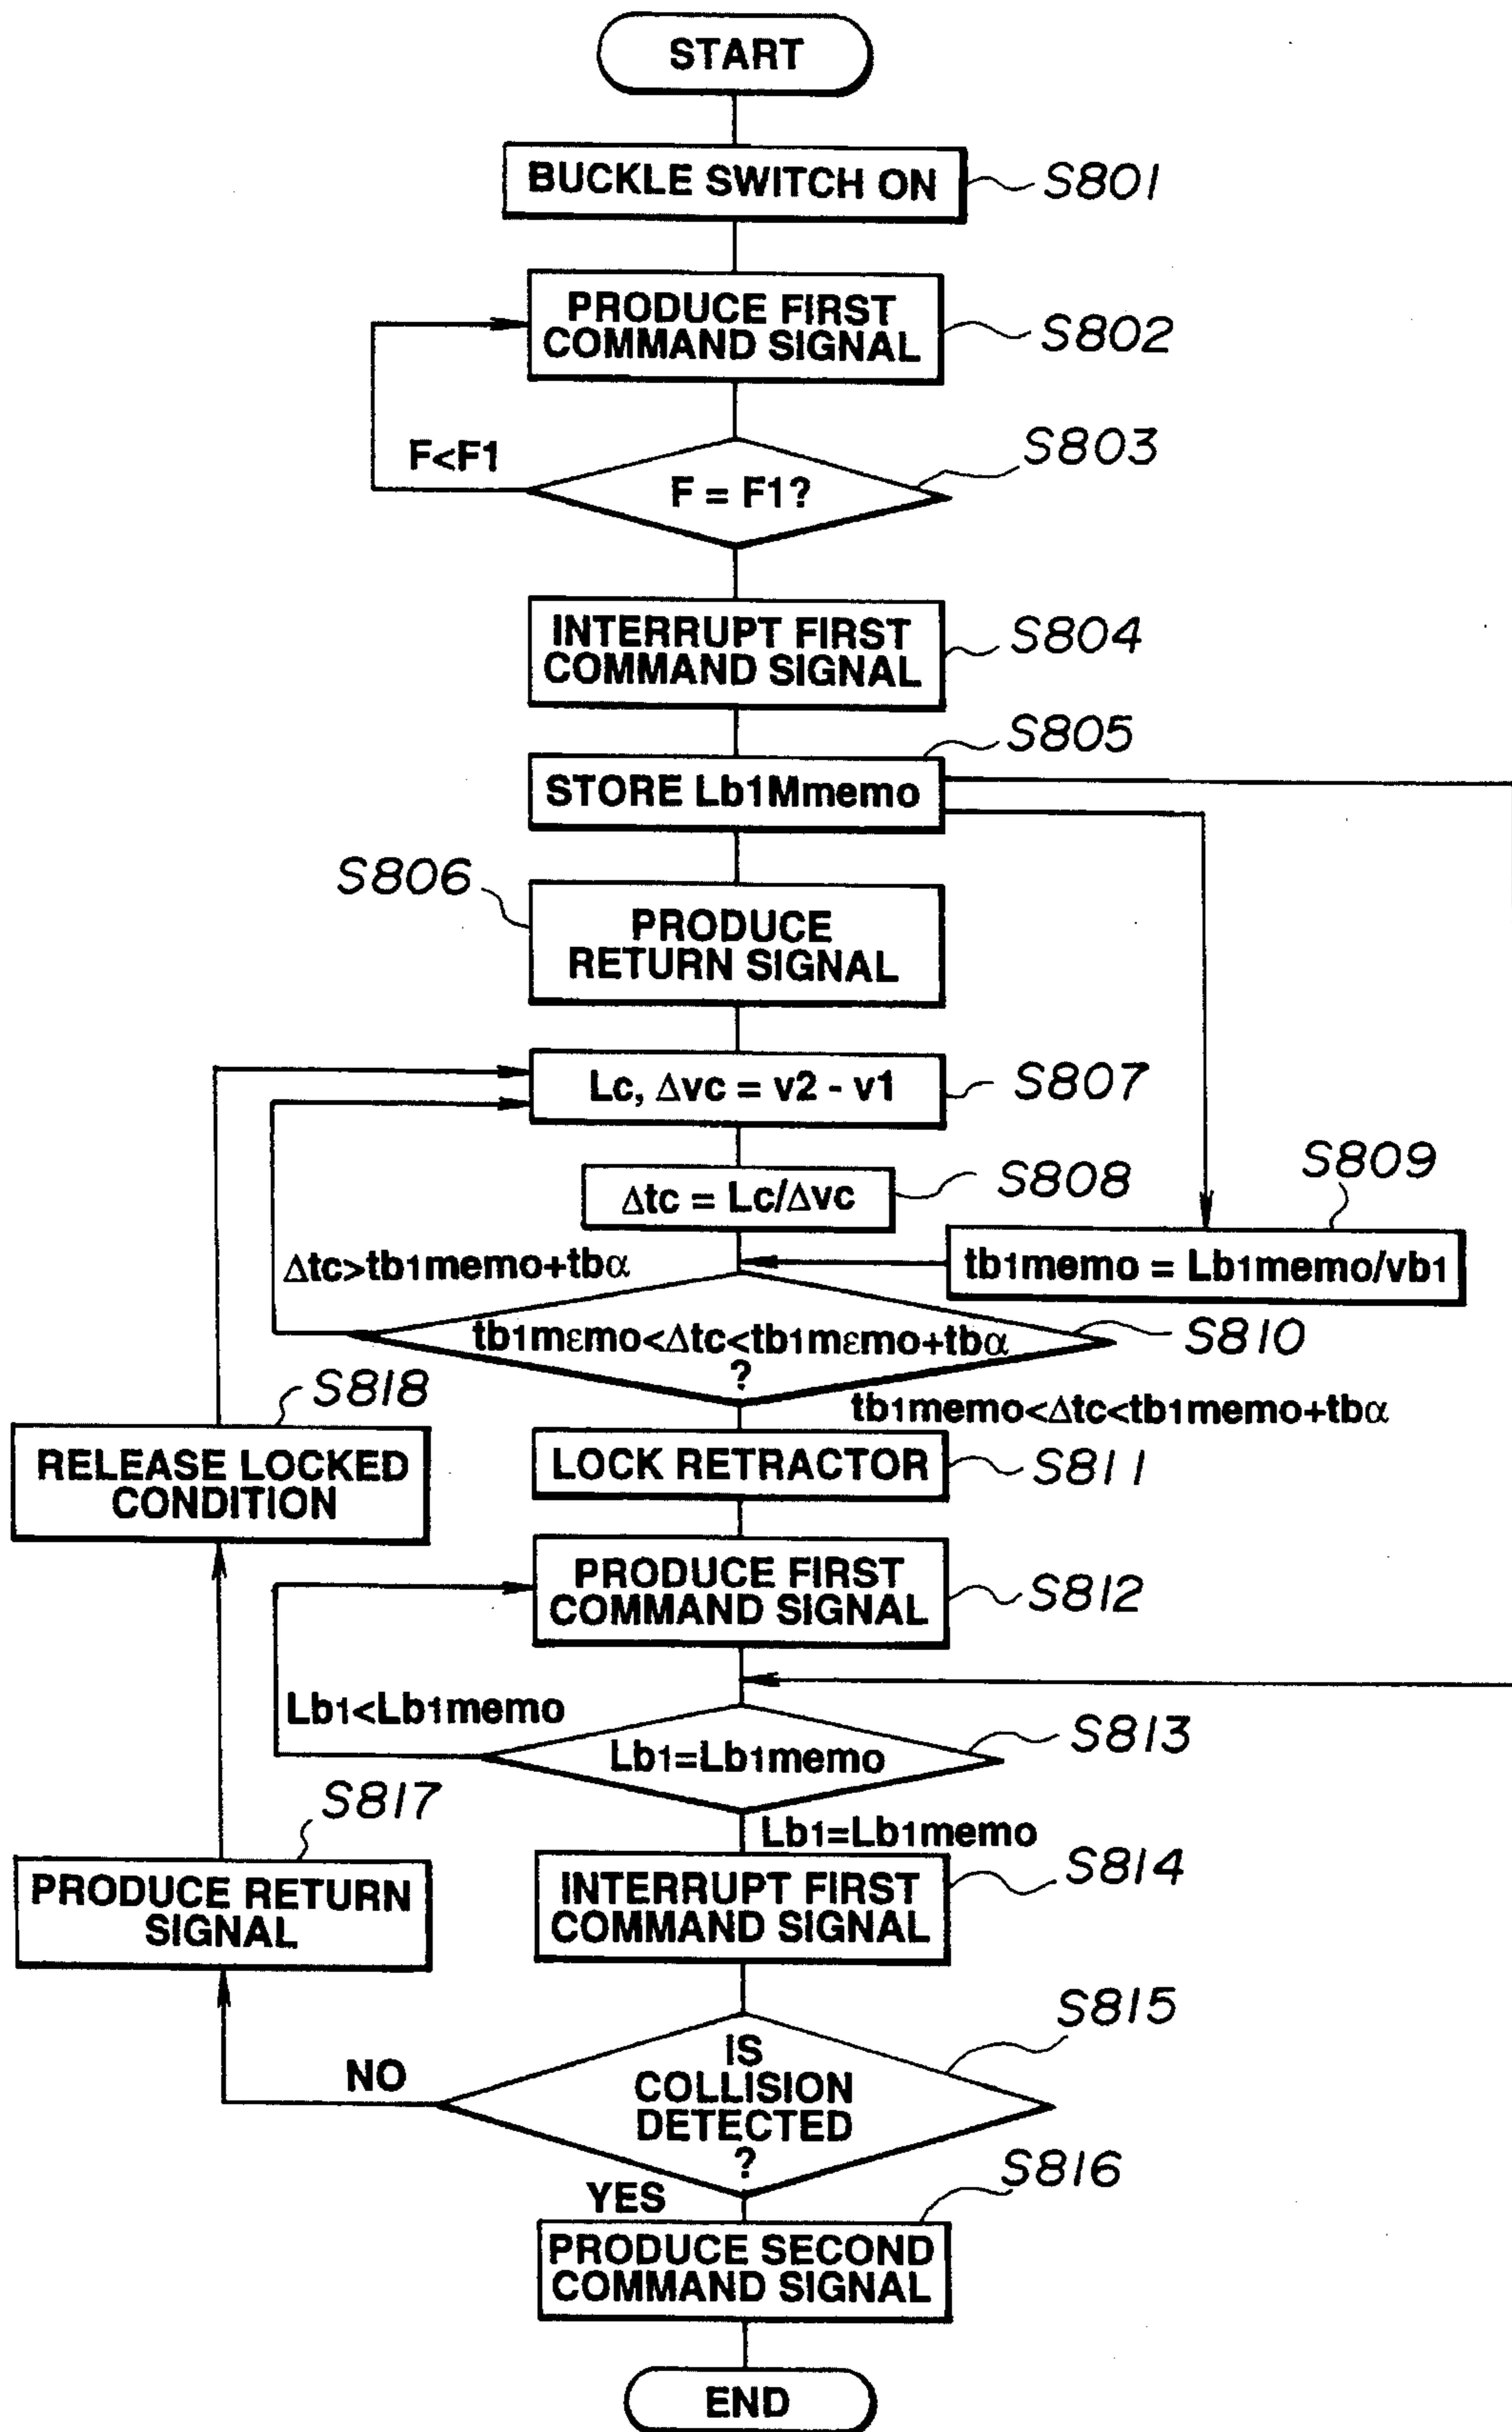 START
BUCKLE SWITCH ON
S801
PRODUCE FIRST
COMMAND SIGNAL
S802
F<F1
F = F1?
S803
INTERRUPT FIRST
COMMAND SIGNAL
S804
STORE Lb1Mmemo
S805
S806
PRODUCE
RETURN SIGNAL
Lc, Δvc = v2 - v1
S807
Δtc = Lc/Δvc
S808
S809
tb1memo = Lb1memo/vb1
Δtc>tb1memo+tbα
tb1mεmo<Δtc<tb1mεmo+tbα
?
S810
tb1memo<Δtc<tb1memo+tbα
S818
RELEASE LOCKED
CONDITION
LOCK RETRACTOR
S811
PRODUCE FIRST
COMMAND SIGNAL
S812
Lb1<Lb1memo
Lb1=Lb1memo
S813
Lb1=Lb1memo
S817
PRODUCE RETURN
SIGNAL
INTERRUPT FIRST
COMMAND SIGNAL
S814
NO
IS
COLLISION
DETECTED
?
S815
YES
S816
PRODUCE SECOND
COMMAND SIGNAL
END